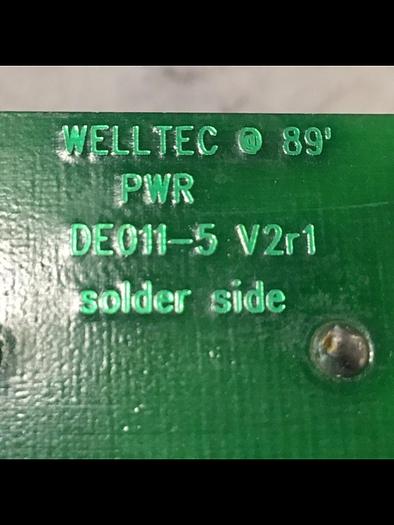 WELLTEC @ 89'
PWR
DE011-5 V2r1
solder side